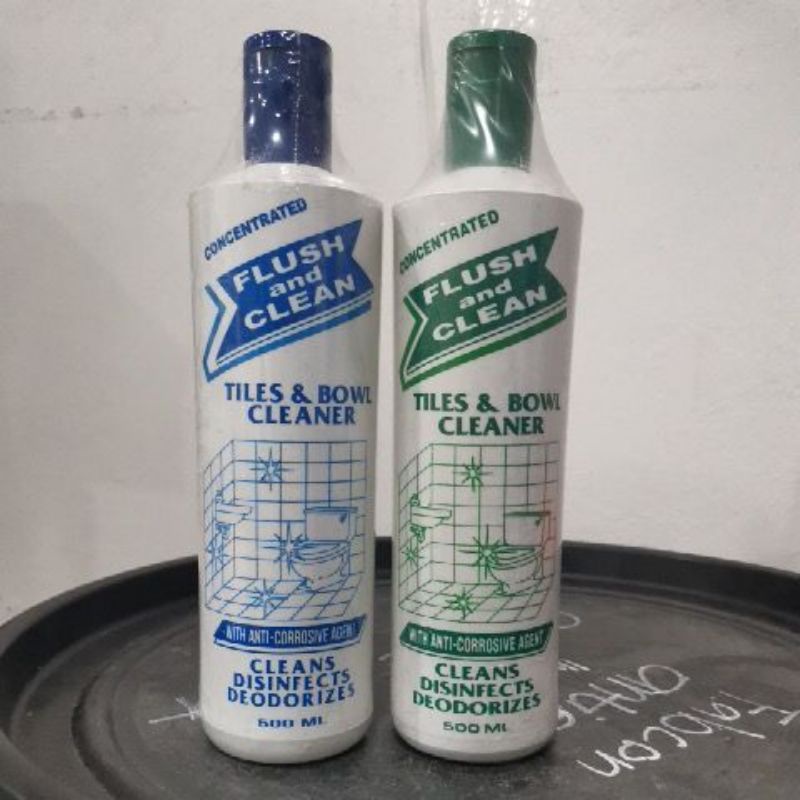 CONCENTRATED
FLUSH
and
CLEAN
TILES & BOWL
CLEANER
WITH ANTI-CORROSIVE AGENT
CLEANS
DISINFECTS
DEODORIZES
500 ML
CONCENTRATED
FLUSH
and
CLEAN
TILES & BOWL
CLEANER
WITH ANTI-CORROSIVE AGENT
CLEANS
DISINFECTS
DEODORIZES
500 ML